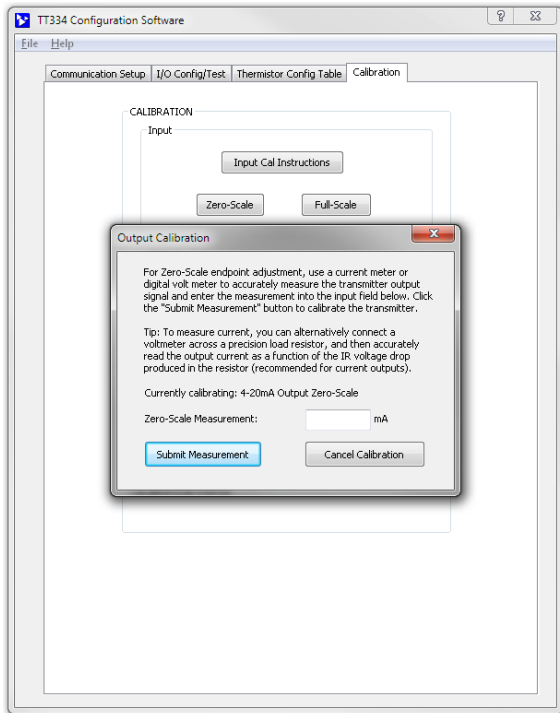 TT334 Configuration Software
File Help
Communication Setup I/O Config/Test Thermistor Config Table Calibration
CALIBRATION
Input
Input Cal Instructions
Zero-Scale Full-Scale
Output Calibration
For Zero-Scale endpoint adjustment, use a current meter or
digital volt meter to accurately measure the transmitter output
signal and enter the measurement into the input field below. Click
the "Submit Measurement" button to calibrate the transmitter.
Tip: To measure current, you can alternatively connect a
voltmeter across a precision load resistor, and then accurately
read the output current as a function of the IR voltage drop
produced in the resistor (recommended for current outputs).
Currently calibrating: 4-20mA Output Zero-Scale
Zero-Scale Measurement: mA
Submit Measurement Cancel Calibration